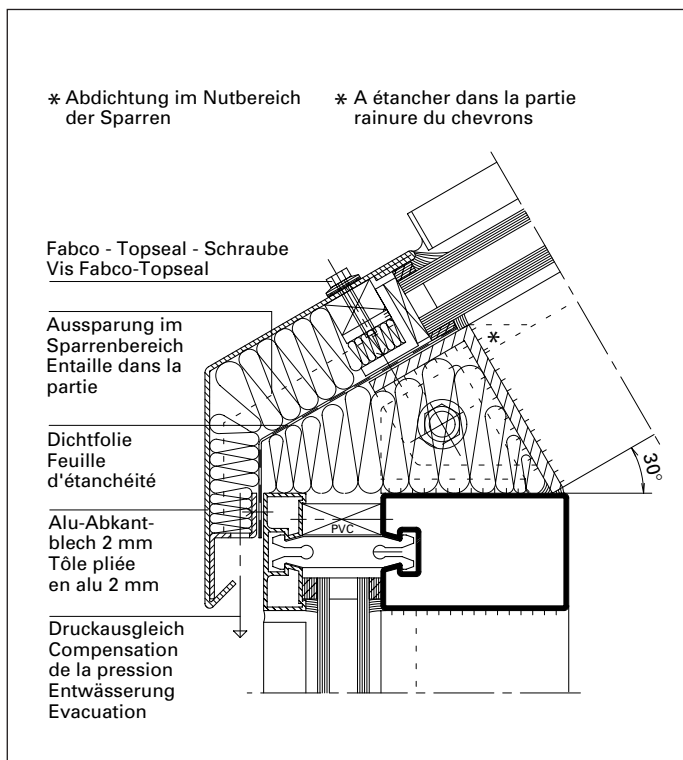 * Abdichtung im Nutbereich
der Sparren
* A étancher dans la partie
rainure du chevrons
Fabco - Topseal - Schraube
Vis Fabco-Topseal
Aussparung im
Sparrenbereich
Entaille dans la
partie
Dichtfolie
Feuille
d'étanchéité
Alu-Abkant-
blech 2 mm
Tôle pliée
en alu 2 mm
Druckausgleich
Compensation
de la pression
Entwässerung
Evacuation
*
30°
PVC